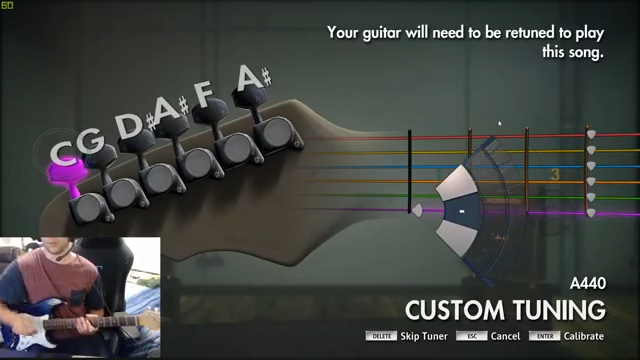 60
Your guitar will need to be retuned to play
this song.
C G D# A# F A#
3
A440
CUSTOM TUNING
DELETE Skip Tuner ESC Cancel ENTER Calibrate